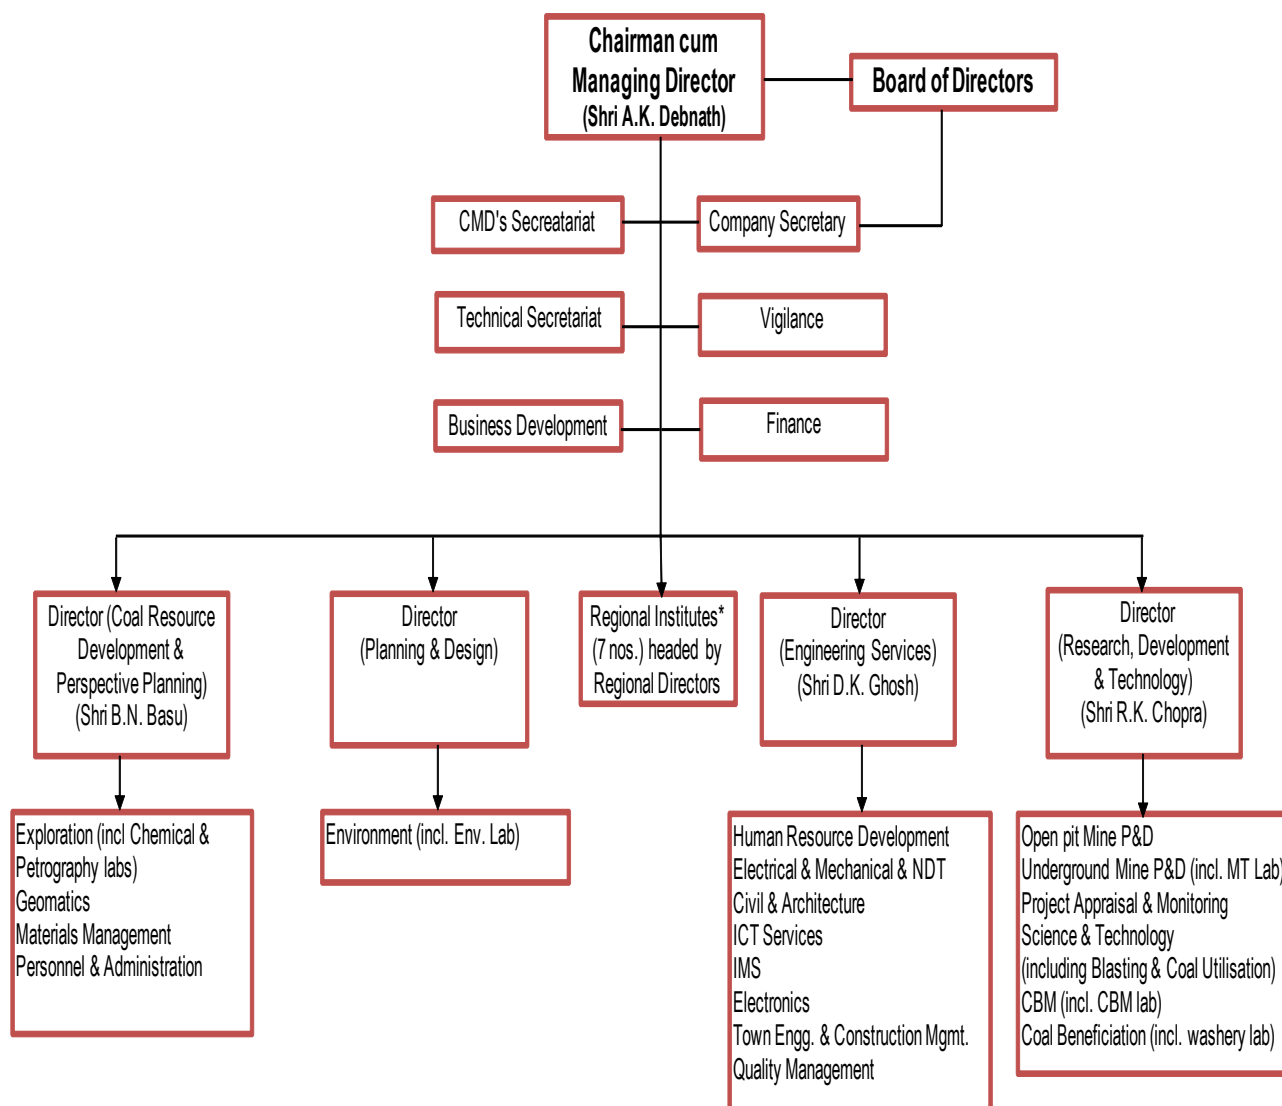 Chairman cum
Managing Director
(Shri A.K. Debnath)
Board of Directors
CMD's Secreatariat
Company Secretary
Technical Secretariat
Vigilance
Business Development
Finance
Director (Coal Resource
Development &
Perspective Planning)
(Shri B.N. Basu)
Director
(Planning & Design)
Regional Institutes*
(7 nos.) headed by
Regional Directors
Director
(Engineering Services)
(Shri D.K. Ghosh)
Director
(Research, Development
& Technology)
(Shri R.K. Chopra)
Exploration (incl Chemical &
Petrography labs)
Geomatics
Materials Management
Personnel & Administration
Environment (incl. Env. Lab)
Human Resource Development
Electrical & Mechanical & NDT
Civil & Architecture
ICT Services
IMS
Electronics
Town Engg. & Construction Mgmt.
Quality Management
Open pit Mine P&D
Underground Mine P&D (incl. MT Lab)
Project Appraisal & Monitoring
Science & Technology
(including Blasting & Coal Utilisation)
CBM (incl. CBM lab)
Coal Beneficiation (incl. washery lab)